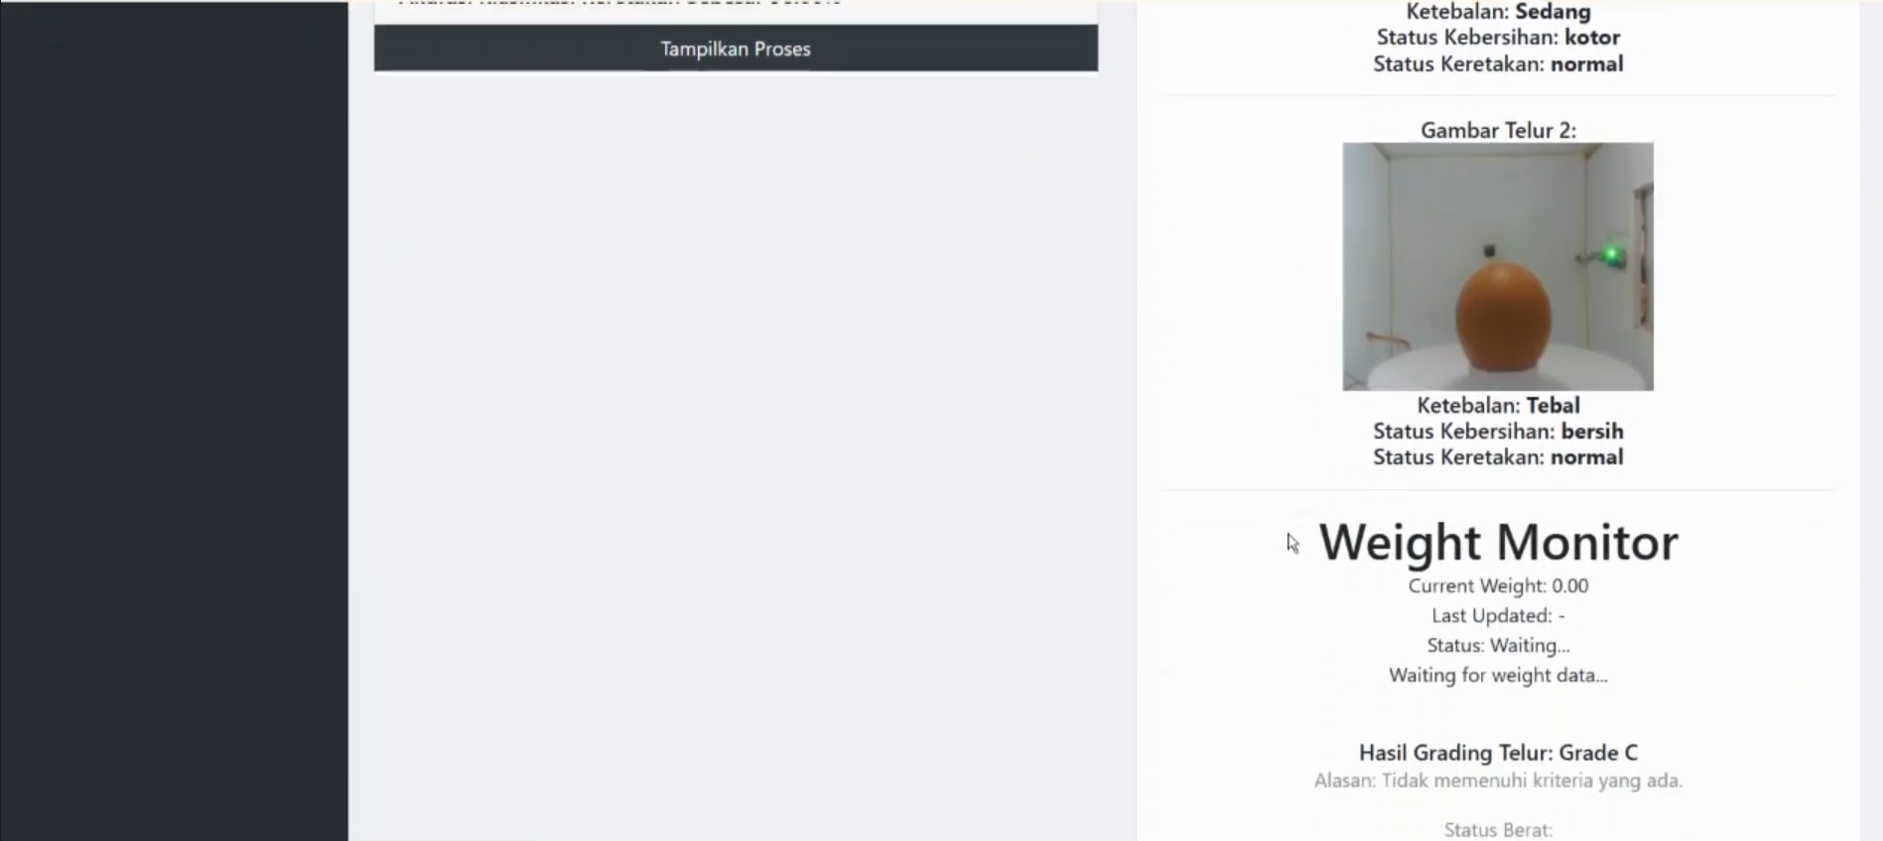 Tampilkan Proses
Ketebalan: Sedang
Status Kebersihan: kotor
Status Keretakan: normal
Gambar Telur 2:
Ketebalan: Tebal
Status Kebersihan: bersih
Status Keretakan: normal
Weight Monitor
Current Weight: 0.00
Last Updated: -
Status: Waiting...
Waiting for weight data...
Hasil Grading Telur: Grade C
Alasan: Tidak memenuhi kriteria yang ada.
Status Berat: